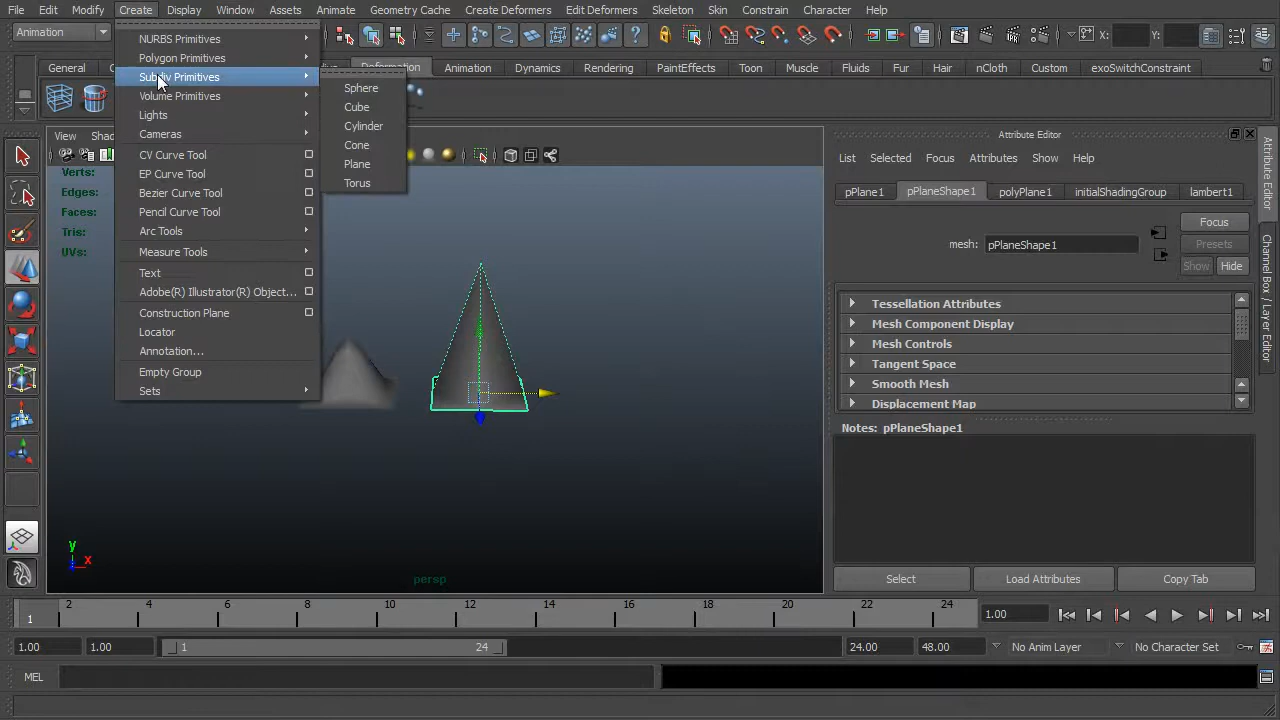 File Edit Modify Create Display Window Assets Animate Geometry Cache Create Deformers Edit Deformers Skeleton Skin Constrain Character Help
Animation X: Y:
General Deformation Animation Dynamics Rendering PaintEffects Toon Muscle Fluids Fur Hair nCloth Custom exoSwitchConstraint
NURBS Primitives
Polygon Primitives
Subdiv Primitives
Volume Primitives
Lights
Cameras
CV Curve Tool
EP Curve Tool
Bezier Curve Tool
Pencil Curve Tool
Arc Tools
Measure Tools
Text
Adobe(R) Illustrator(R) Object...
Construction Plane
Locator
Annotation...
Empty Group
Sets
Sphere
Cube
Cylinder
Cone
Plane
Torus
View Shad
Verts:
Edges:
Faces:
Tris:
UVs:
y
x
persp
Attribute Editor
List Selected Focus Attributes Show Help
pPlane1 pPlaneShape1 polyPlane1 initialShadingGroup lambert1
Focus
mesh: pPlaneShape1 Presets
Show Hide
Tessellation Attributes
Mesh Component Display
Mesh Controls
Tangent Space
Smooth Mesh
Displacement Map
Notes: pPlaneShape1
Select Load Attributes Copy Tab
Attribute Editor
Channel Box / Layer Editor
1 2 4 6 8 10 12 14 16 18 20 22 24 1.00
1.00 1.00 1 24 24.00 48.00 No Anim Layer No Character Set
MEL